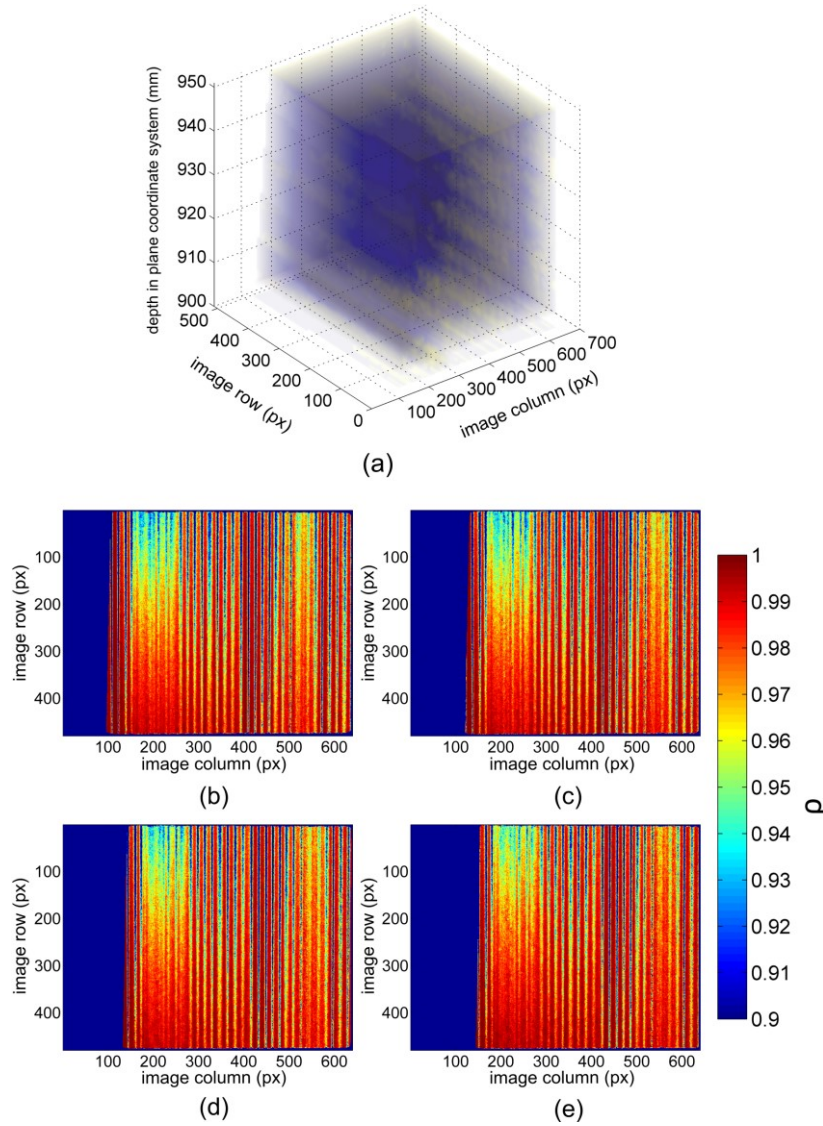 depth in plane coordinate system (mm)
950
940
930
920
910
900
500
400
300
200
100
0
image row (px)
100
200
300
400
500
600
700
image column (px)
(a)
image row (px)
100
200
300
400
100 200 300 400 500 600
image column (px)
(b)
image row (px)
100
200
300
400
100 200 300 400 500 600
image column (px)
(c)
1
0.99
0.98
0.97
0.96
0.95
0.94
0.93
0.92
0.91
0.9
ρ
image row (px)
100
200
300
400
100 200 300 400 500 600
image column (px)
(d)
image row (px)
100
200
300
400
100 200 300 400 500 600
image column (px)
(e)